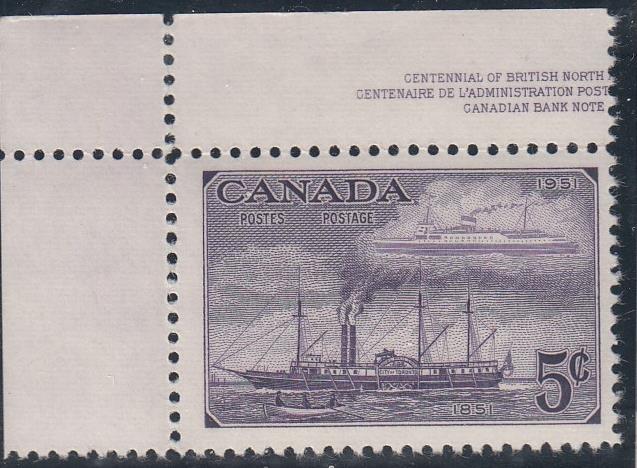 CENTENNIAL OF BRITISH NORTH
CENTENAIRE DE L'ADMINISTRATION POST
CANADIAN BANK NOTE
CANADA
1951
POSTES POSTAGE
CITY OF TORONTO
5¢
1851